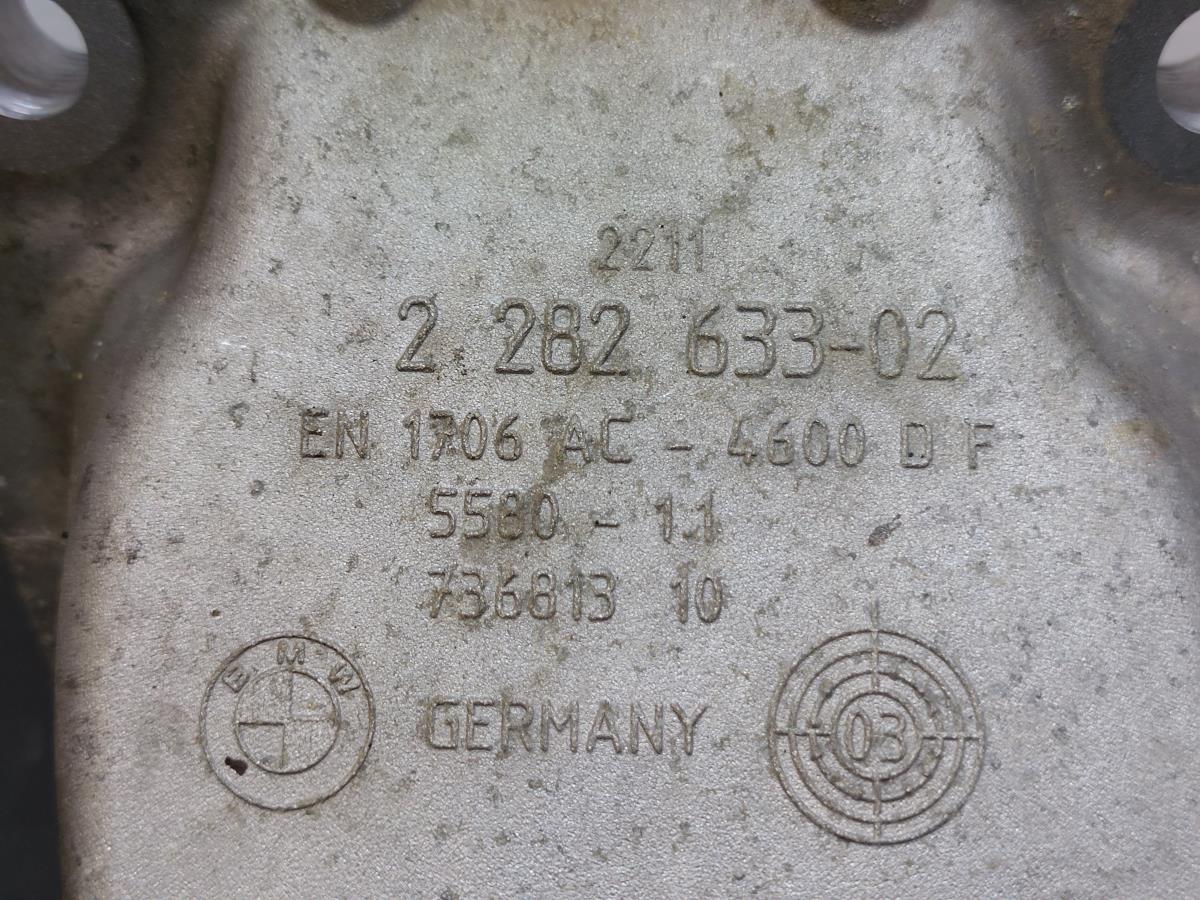 2211
2 282 633-02
EN 1706 AC - 4600 D F
5580 - 1.1
736813 10
BMW
GERMANY
03